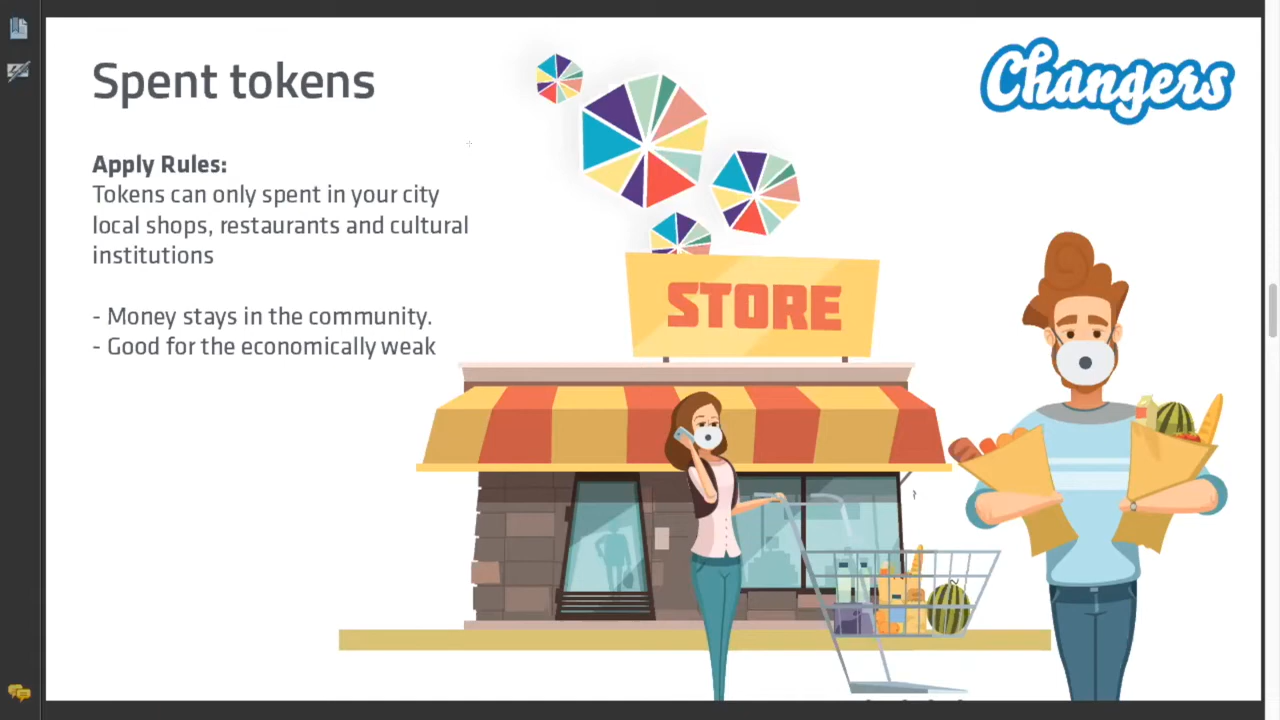 Spent tokens
Changers
Apply Rules:
Tokens can only spent in your city
local shops, restaurants and cultural
institutions
- Money stays in the community.
- Good for the economically weak
STORE